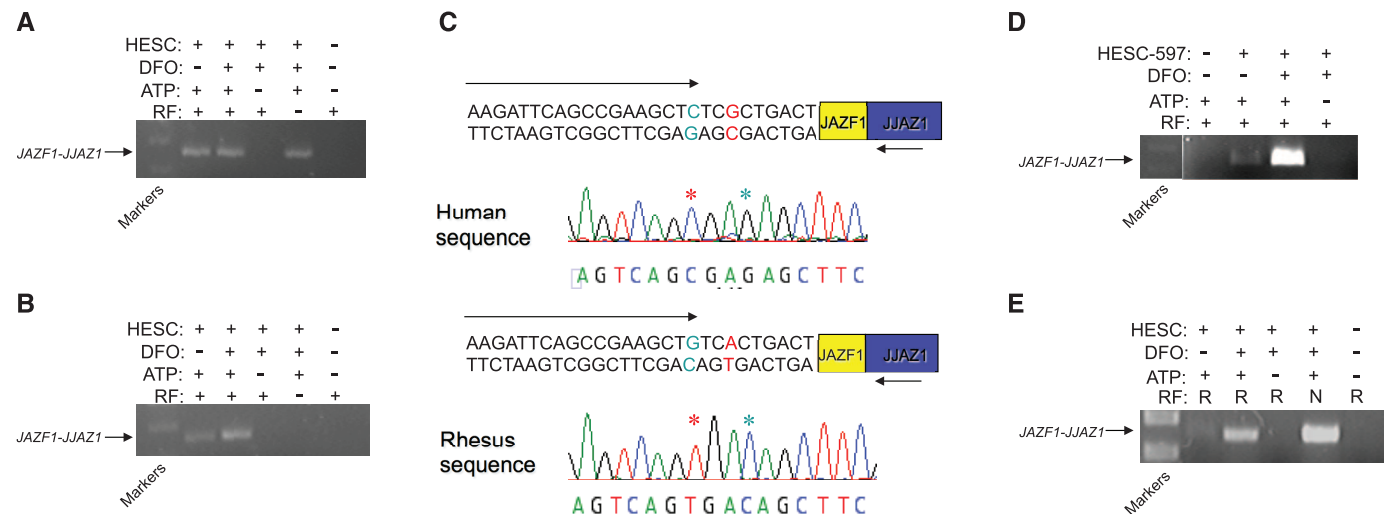 A
HESC: + + + + -
DFO: - + + + -
ATP: + + - + -
RF: + + + - +
JAZF1-JJAZ1
Markers
B
HESC: + + + + -
DFO: - + + + -
ATP: + + - + -
RF: + + + - +
JAZF1-JJAZ1
Markers
C
AAGATTCAGCCGAAGCTCTCGCTGACT
TTCTAAGTCGGCTTCGAGAGCGACTGA
JAZF1 JJAZ1
* *
Human
sequence
AGTCAGCGAGAGCTTC
AAGATTCAGCCGAAGCTGTCACTGACT
TTCTAAGTCGGCTTCGACAGTGACTGA
JAZF1 JJAZ1
* *
Rhesus
sequence
AGTCAGTGACAGCTTC
D
HESC-597: - + + +
DFO: - - + +
ATP: + + + -
RF: + + + +
JAZF1-JJAZ1
Markers
E
HESC: + + + + -
DFO: - + + + -
ATP: + + - + -
RF: R R R N R
JAZF1-JJAZ1
Markers